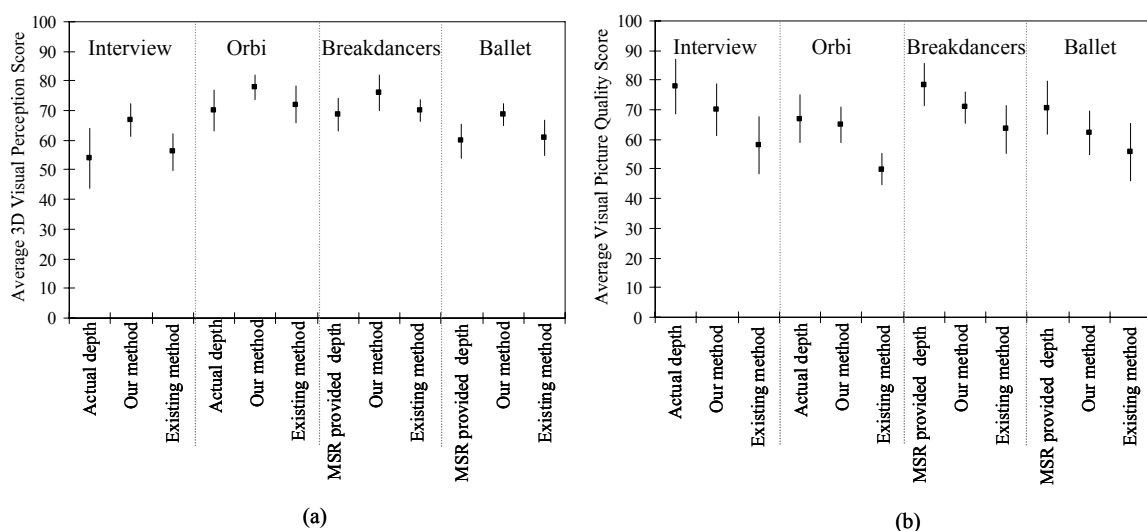 Average 3D Visual Perception Score
100
90
80
70
60
50
40
30
20
10
0
Interview
Orbi
Breakdancers
Ballet
Actual depth
Our method
Existing method
Actual depth
Our method
Existing method
MSR provided depth
Our method
Existing method
MSR provided depth
Our method
Existing method
(a)
Average Visual Picture Quality Score
100
90
80
70
60
50
40
30
20
10
0
Interview
Orbi
Breakdancers
Ballet
Actual depth
Our method
Existing method
Actual depth
Our method
Existing method
MSR provided depth
Our method
Existing method
MSR provided depth
Our method
Existing method
(b)